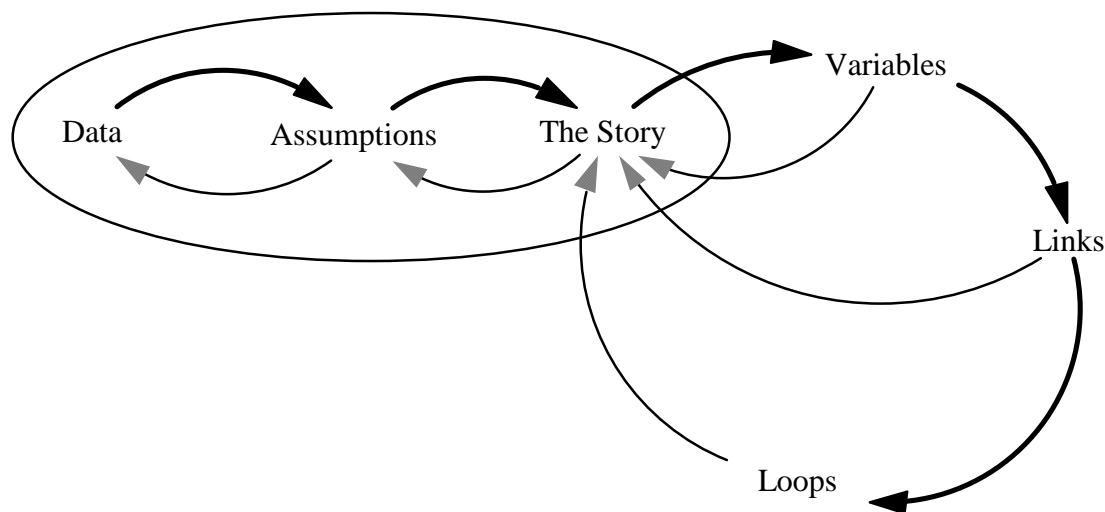 Variables
Data
Assumptions
The Story
Links
Loops